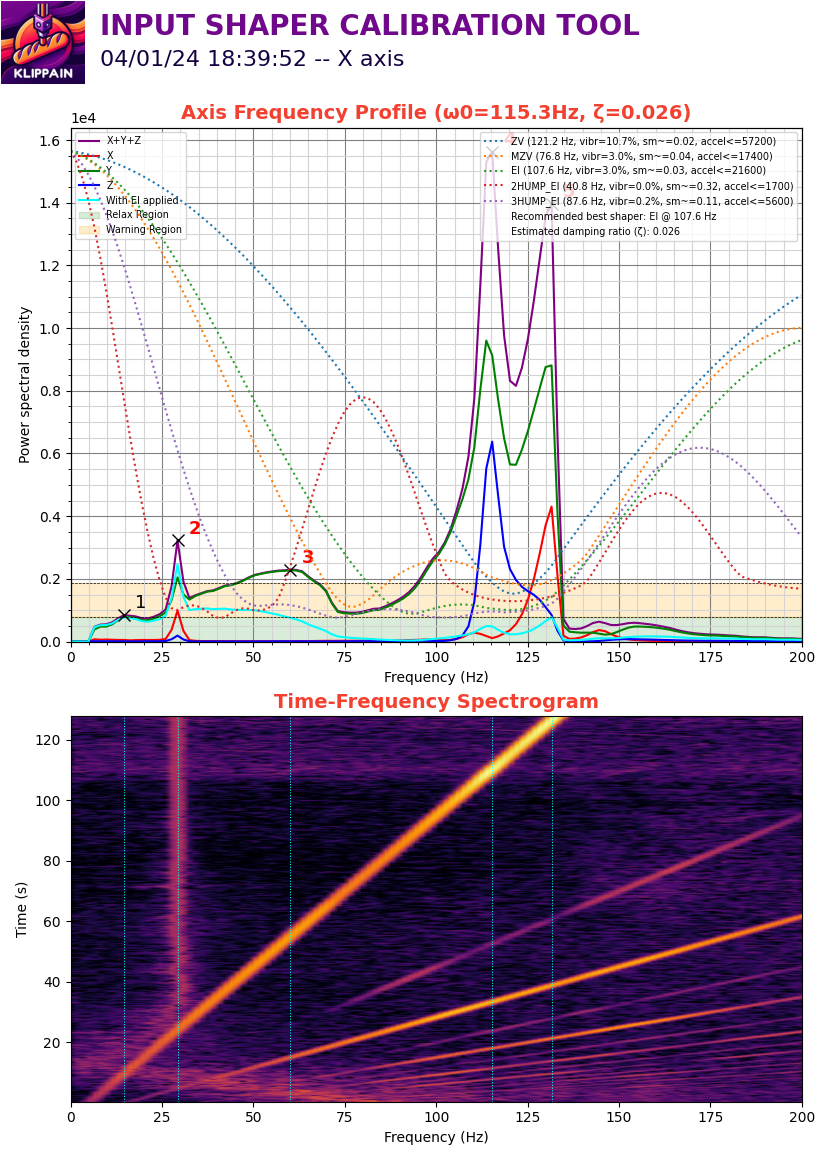 INPUT SHAPER CALIBRATION TOOL
04/01/24 18:39:52 -- X axis
KLIPPAIN
Axis Frequency Profile (ω0=115.3Hz, ζ=0.026)
1e4
X+Y+Z
X
Y
Z
With EI applied
Relax Region
Warning Region
ZV (121.2 Hz, vibr=10.7%, sm~=0.02, accel<=57200)
MZV (76.8 Hz, vibr=3.0%, sm~=0.04, accel<=17400)
EI (107.6 Hz, vibr=3.0%, sm~=0.03, accel<=21600)
2HUMP_EI (40.8 Hz, vibr=0.0%, sm~=0.32, accel<=1700)
3HUMP_EI (87.6 Hz, vibr=0.2%, sm~=0.11, accel<=5600)
Recommended best shaper: EI @ 107.6 Hz
Estimated damping ratio (ζ): 0.026
1.6
1.4
1.2
1.0
0.8
0.6
0.4
0.2
0.0
Power spectral density
1
2
3
0 25 50 75 100 125 150 175 200
Frequency (Hz)
Time-Frequency Spectrogram
120
100
80
60
40
20
Time (s)
0 25 50 75 100 125 150 175 200
Frequency (Hz)